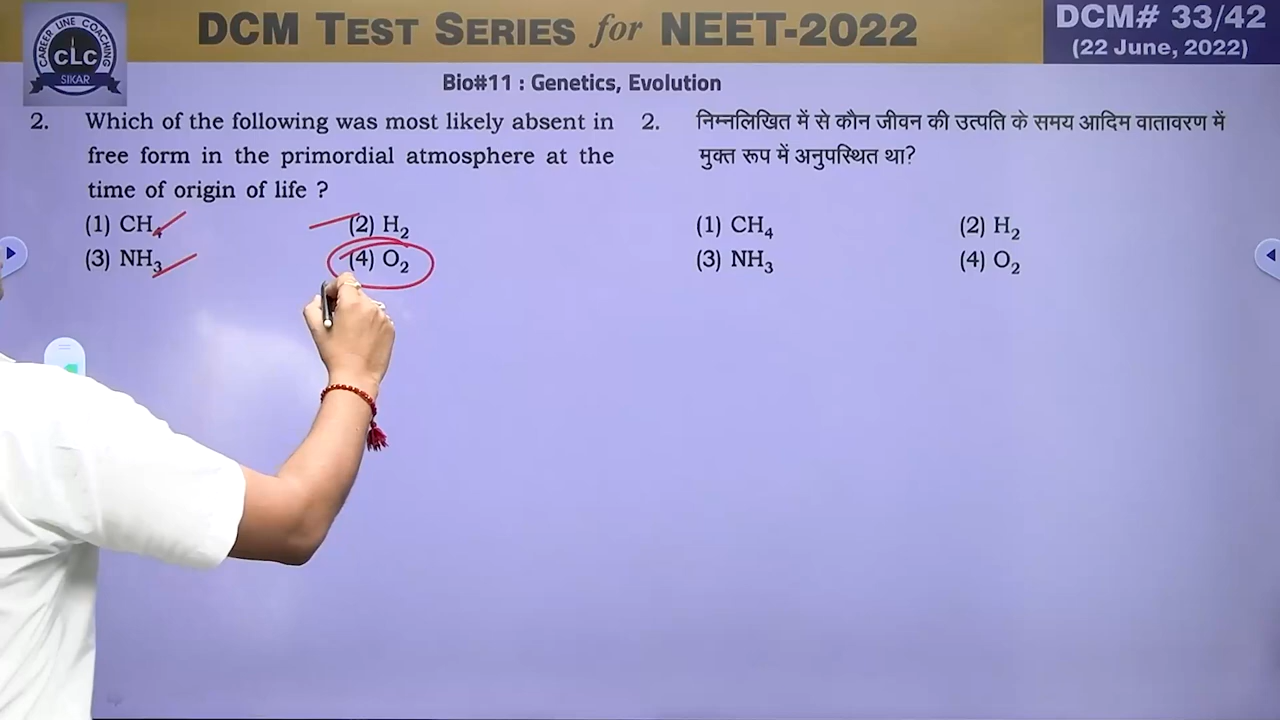 DCM TEST SERIES for NEET-2022
DCM# 33/42
(22 June, 2022)
CAREER LINE COACHING
CLC
SIKAR
Bio#11 : Genetics, Evolution
2. Which of the following was most likely absent in
free form in the primordial atmosphere at the
time of origin of life ?
(1) CH₄ (2) H₂
(3) NH₃ (4) O₂
2. निम्नलिखित में से कौन जीवन की उत्पति के समय आदिम वातावरण में
मुक्त रूप में अनुपस्थित था?
(1) CH₄ (2) H₂
(3) NH₃ (4) O₂